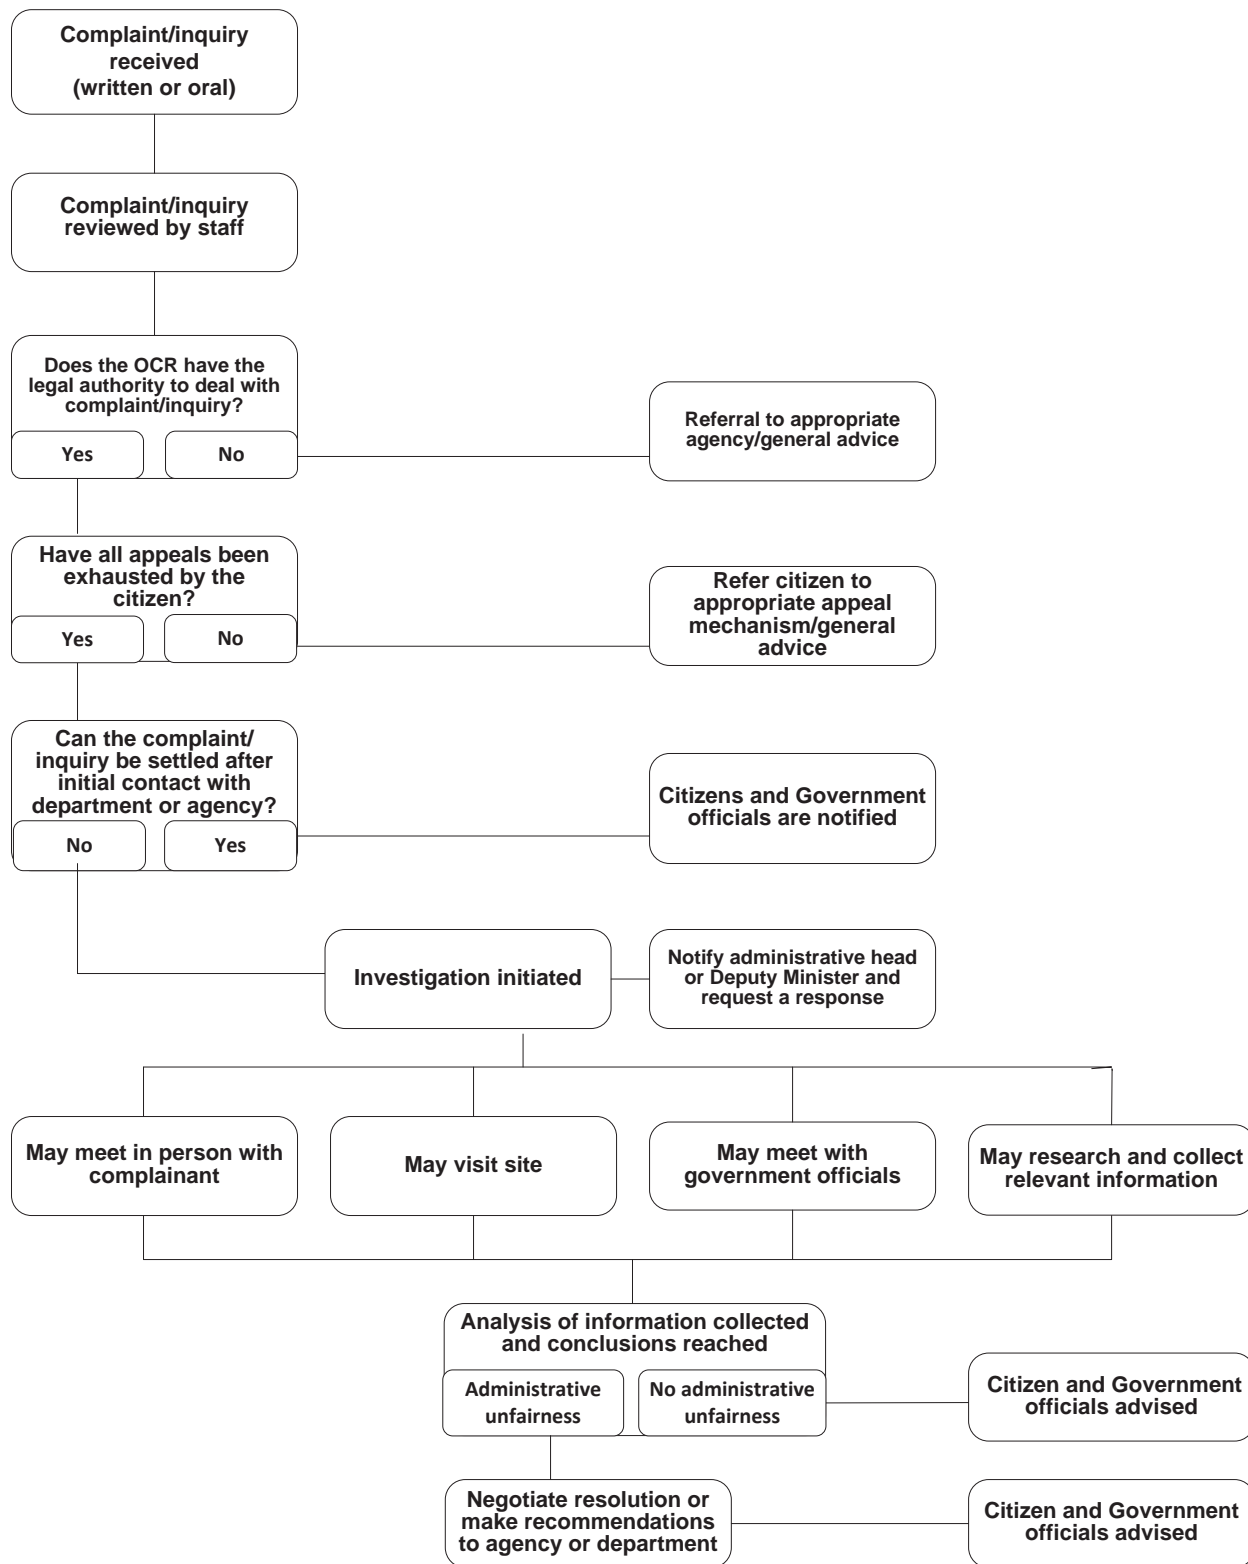 Complaint/inquiry
received
(written or oral)
Complaint/inquiry
reviewed by staff
Does the OCR have the
legal authority to deal with
complaint/inquiry?
Yes
No
Referral to appropriate
agency/general advice
Have all appeals been
exhausted by the
citizen?
Yes
No
Refer citizen to
appropriate appeal
mechanism/general
advice
Can the complaint/
inquiry be settled after
initial contact with
department or agency?
No
Yes
Citizens and Government
officials are notified
Investigation initiated
Notify administrative head
or Deputy Minister and
request a response
May meet in person with
complainant
May visit site
May meet with
government officials
May research and collect
relevant information
Analysis of information collected
and conclusions reached
Administrative
unfairness
No administrative
unfairness
Citizen and Government
officials advised
Negotiate resolution or
make recommendations
to agency or department
Citizen and Government
officials advised